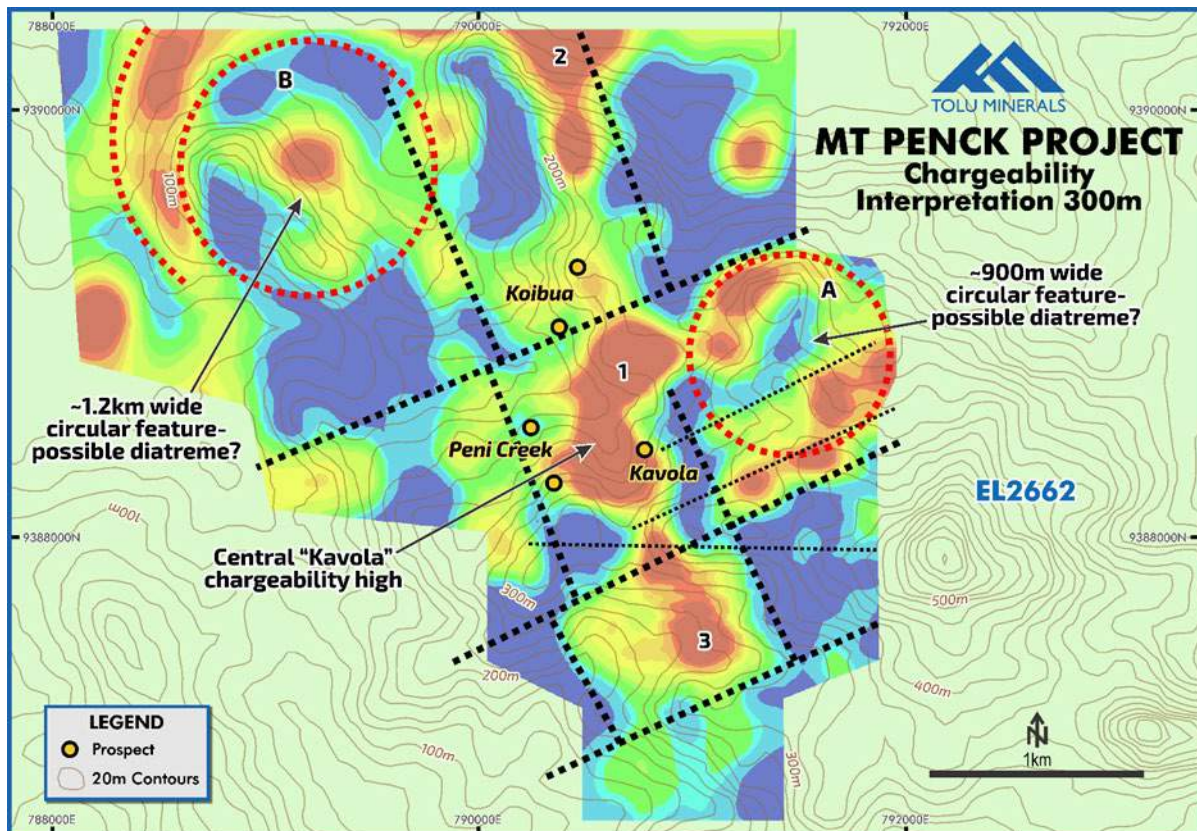 788000E
790000E
792000E
9390000N
9390000N
TOLU MINERALS
MT PENCK PROJECT
Chargeability
Interpretation 300m
B
2
A
200m
100m
~900m wide
circular feature-
possible diatreme?
Koibua
1
~1.2km wide
circular feature-
possible diatreme?
Peni Creek
Kavola
EL2662
100m
9388000N
9388000N
Central “Kavola”
chargeability high
300m
500m
3
200m
400m
LEGEND
Prospect
20m Contours
100m
300m
N
1km
788000E
790000E
792000E